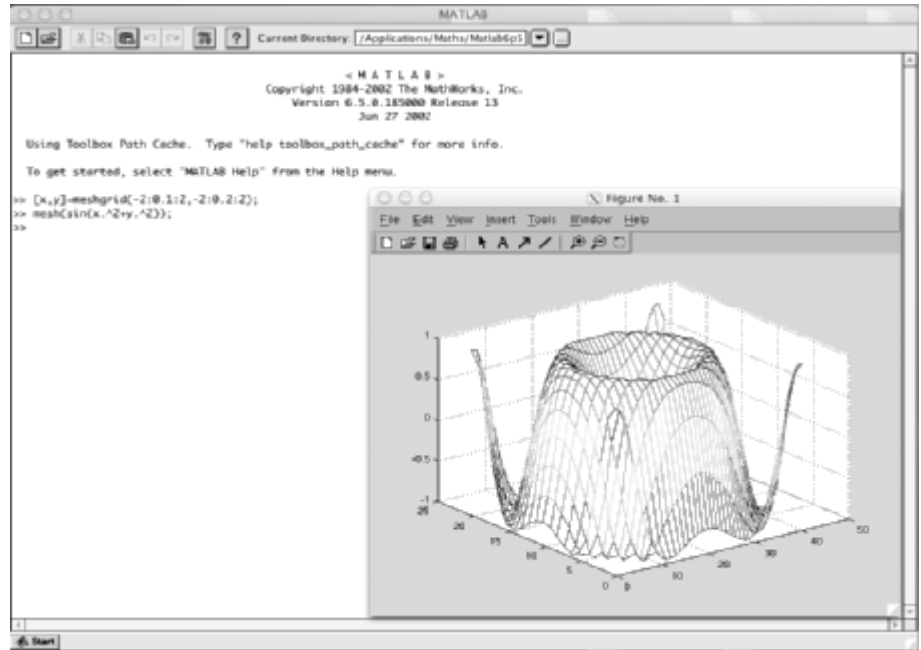 MATLAB
Current Directory: /Applications/Maths/Matlab6p5
< M A T L A B >
Copyright 1984-2002 The MathWorks, Inc.
Version 6.5.0.185000 Release 13
Jun 27 2002
Using Toolbox Path Cache. Type "help toolbox_path_cache" for more info.
To get started, select "MATLAB Help" from the Help menu.
>> [x,y]=meshgrid(-2:0.1:2,-2:0.2:2);
>> mesh(sin(x.^2+y.^2));
>>
Figure No. 1
File Edit View Insert Tools Window Help
1
0.5
0
-0.5
-1
25
20
15
10
5
0
0
10
20
30
40
50
Start